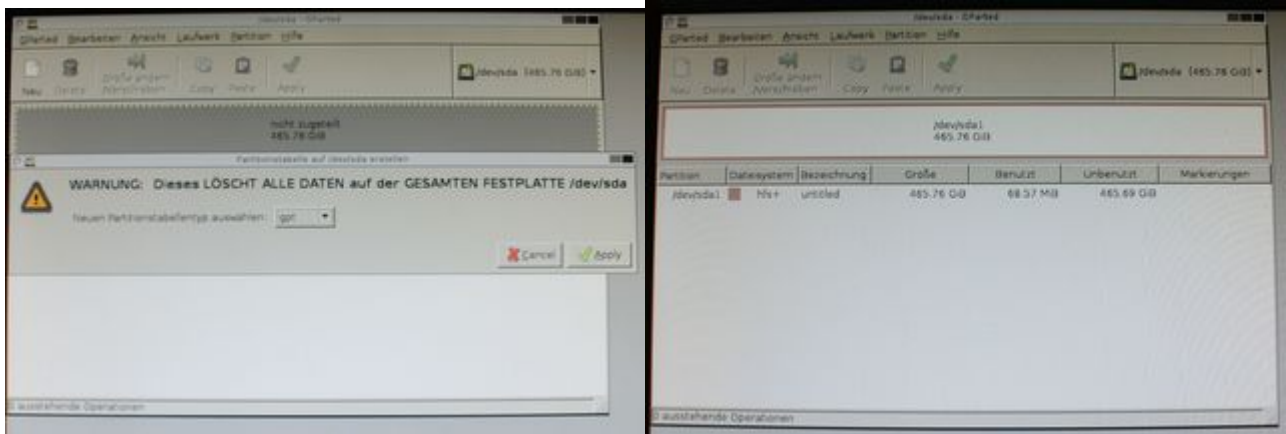 /dev/sda - GParted
GParted Bearbeiten Ansicht Laufwerk Partition Hilfe
Neu Delete Größe ändern/Verschieben Copy Paste Apply
/dev/sda (465.76 GiB)
nicht zugeteilt
465.76 GiB
Partitionstabelle auf /dev/sda erstellen
WARNUNG: Dieses LÖSCHT ALLE DATEN auf der GESAMTEN FESTPLATTE /dev/sda
Neuen Partitionstabellentyp auswählen: gpt
Cancel Apply
0 ausstehende Operationen
/dev/sda - GParted
GParted Bearbeiten Ansicht Laufwerk Partition Hilfe
Neu Delete Größe ändern/Verschieben Copy Paste Apply
/dev/sda (465.76 GiB)
/dev/sda1
465.76 GiB
Partition Dateisystem Bezeichnung Größe Benutzt Unbenutzt Markierungen
/dev/sda1 hfs+ untitled 465.76 GiB 68.57 MiB 465.69 GiB
0 ausstehende Operationen